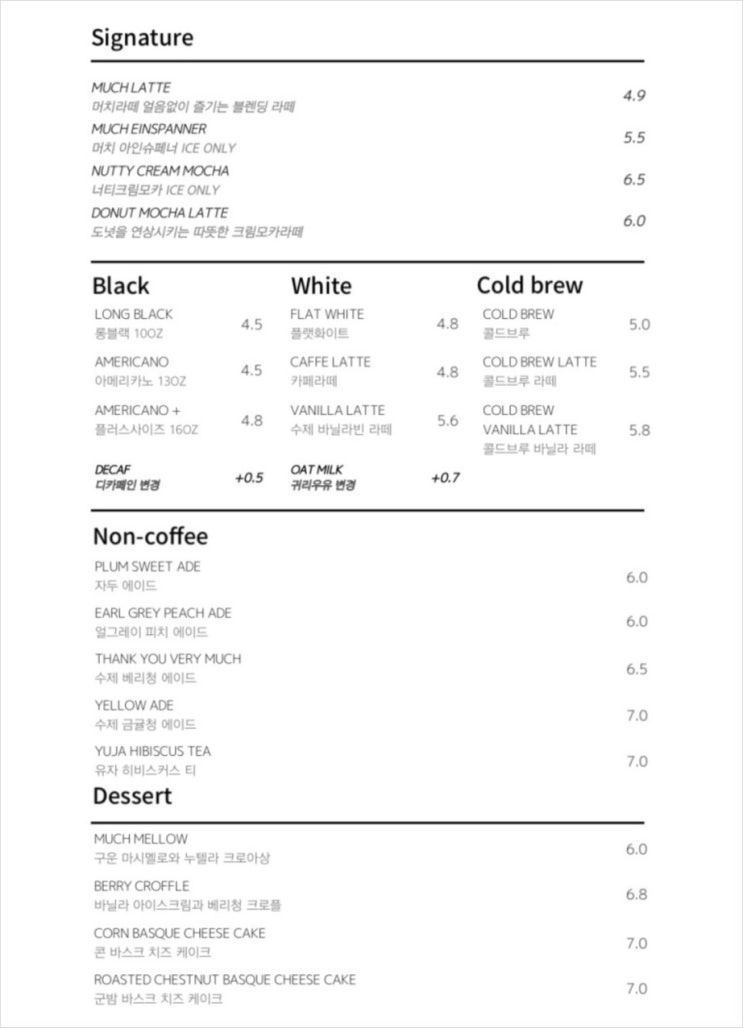 Signature
MUCH LATTE
머치라떼 얼음없이 즐기는 블렌딩 라떼
4.9
MUCH EINSPANNER
머치 아인슈페너 ICE ONLY
5.5
NUTTY CREAM MOCHA
너티크림모카 ICE ONLY
6.5
DONUT MOCHA LATTE
도넛을 연상시키는 따뜻한 크림모카라떼
6.0
Black
LONG BLACK
롱블랙 10OZ
4.5
AMERICANO
아메리카노 13OZ
4.5
AMERICANO +
플러스사이즈 16OZ
4.8
DECAF
디카페인 변경
+0.5
White
FLAT WHITE
플랫화이트
4.8
CAFFE LATTE
카페라떼
4.8
VANILLA LATTE
수제 바닐라빈 라떼
5.6
OAT MILK
귀리우유 변경
+0.7
Cold brew
COLD BREW
콜드브루
5.0
COLD BREW LATTE
콜드브루 라떼
5.5
COLD BREW
VANILLA LATTE
콜드브루 바닐라 라떼
5.8
Non-coffee
PLUM SWEET ADE
자두 에이드
6.0
EARL GREY PEACH ADE
얼그레이 피치 에이드
6.0
THANK YOU VERY MUCH
수제 베리청 에이드
6.5
YELLOW ADE
수제 금귤청 에이드
7.0
YUJA HIBISCUS TEA
유자 히비스커스 티
7.0
Dessert
MUCH MELLOW
구운 마시멜로와 누텔라 크로아상
6.0
BERRY CROFFLE
바닐라 아이스크림과 베리청 크로플
6.8
CORN BASQUE CHEESE CAKE
콘 바스크 치즈 케이크
7.0
ROASTED CHESTNUT BASQUE CHEESE CAKE
군밤 바스크 치즈 케이크
7.0